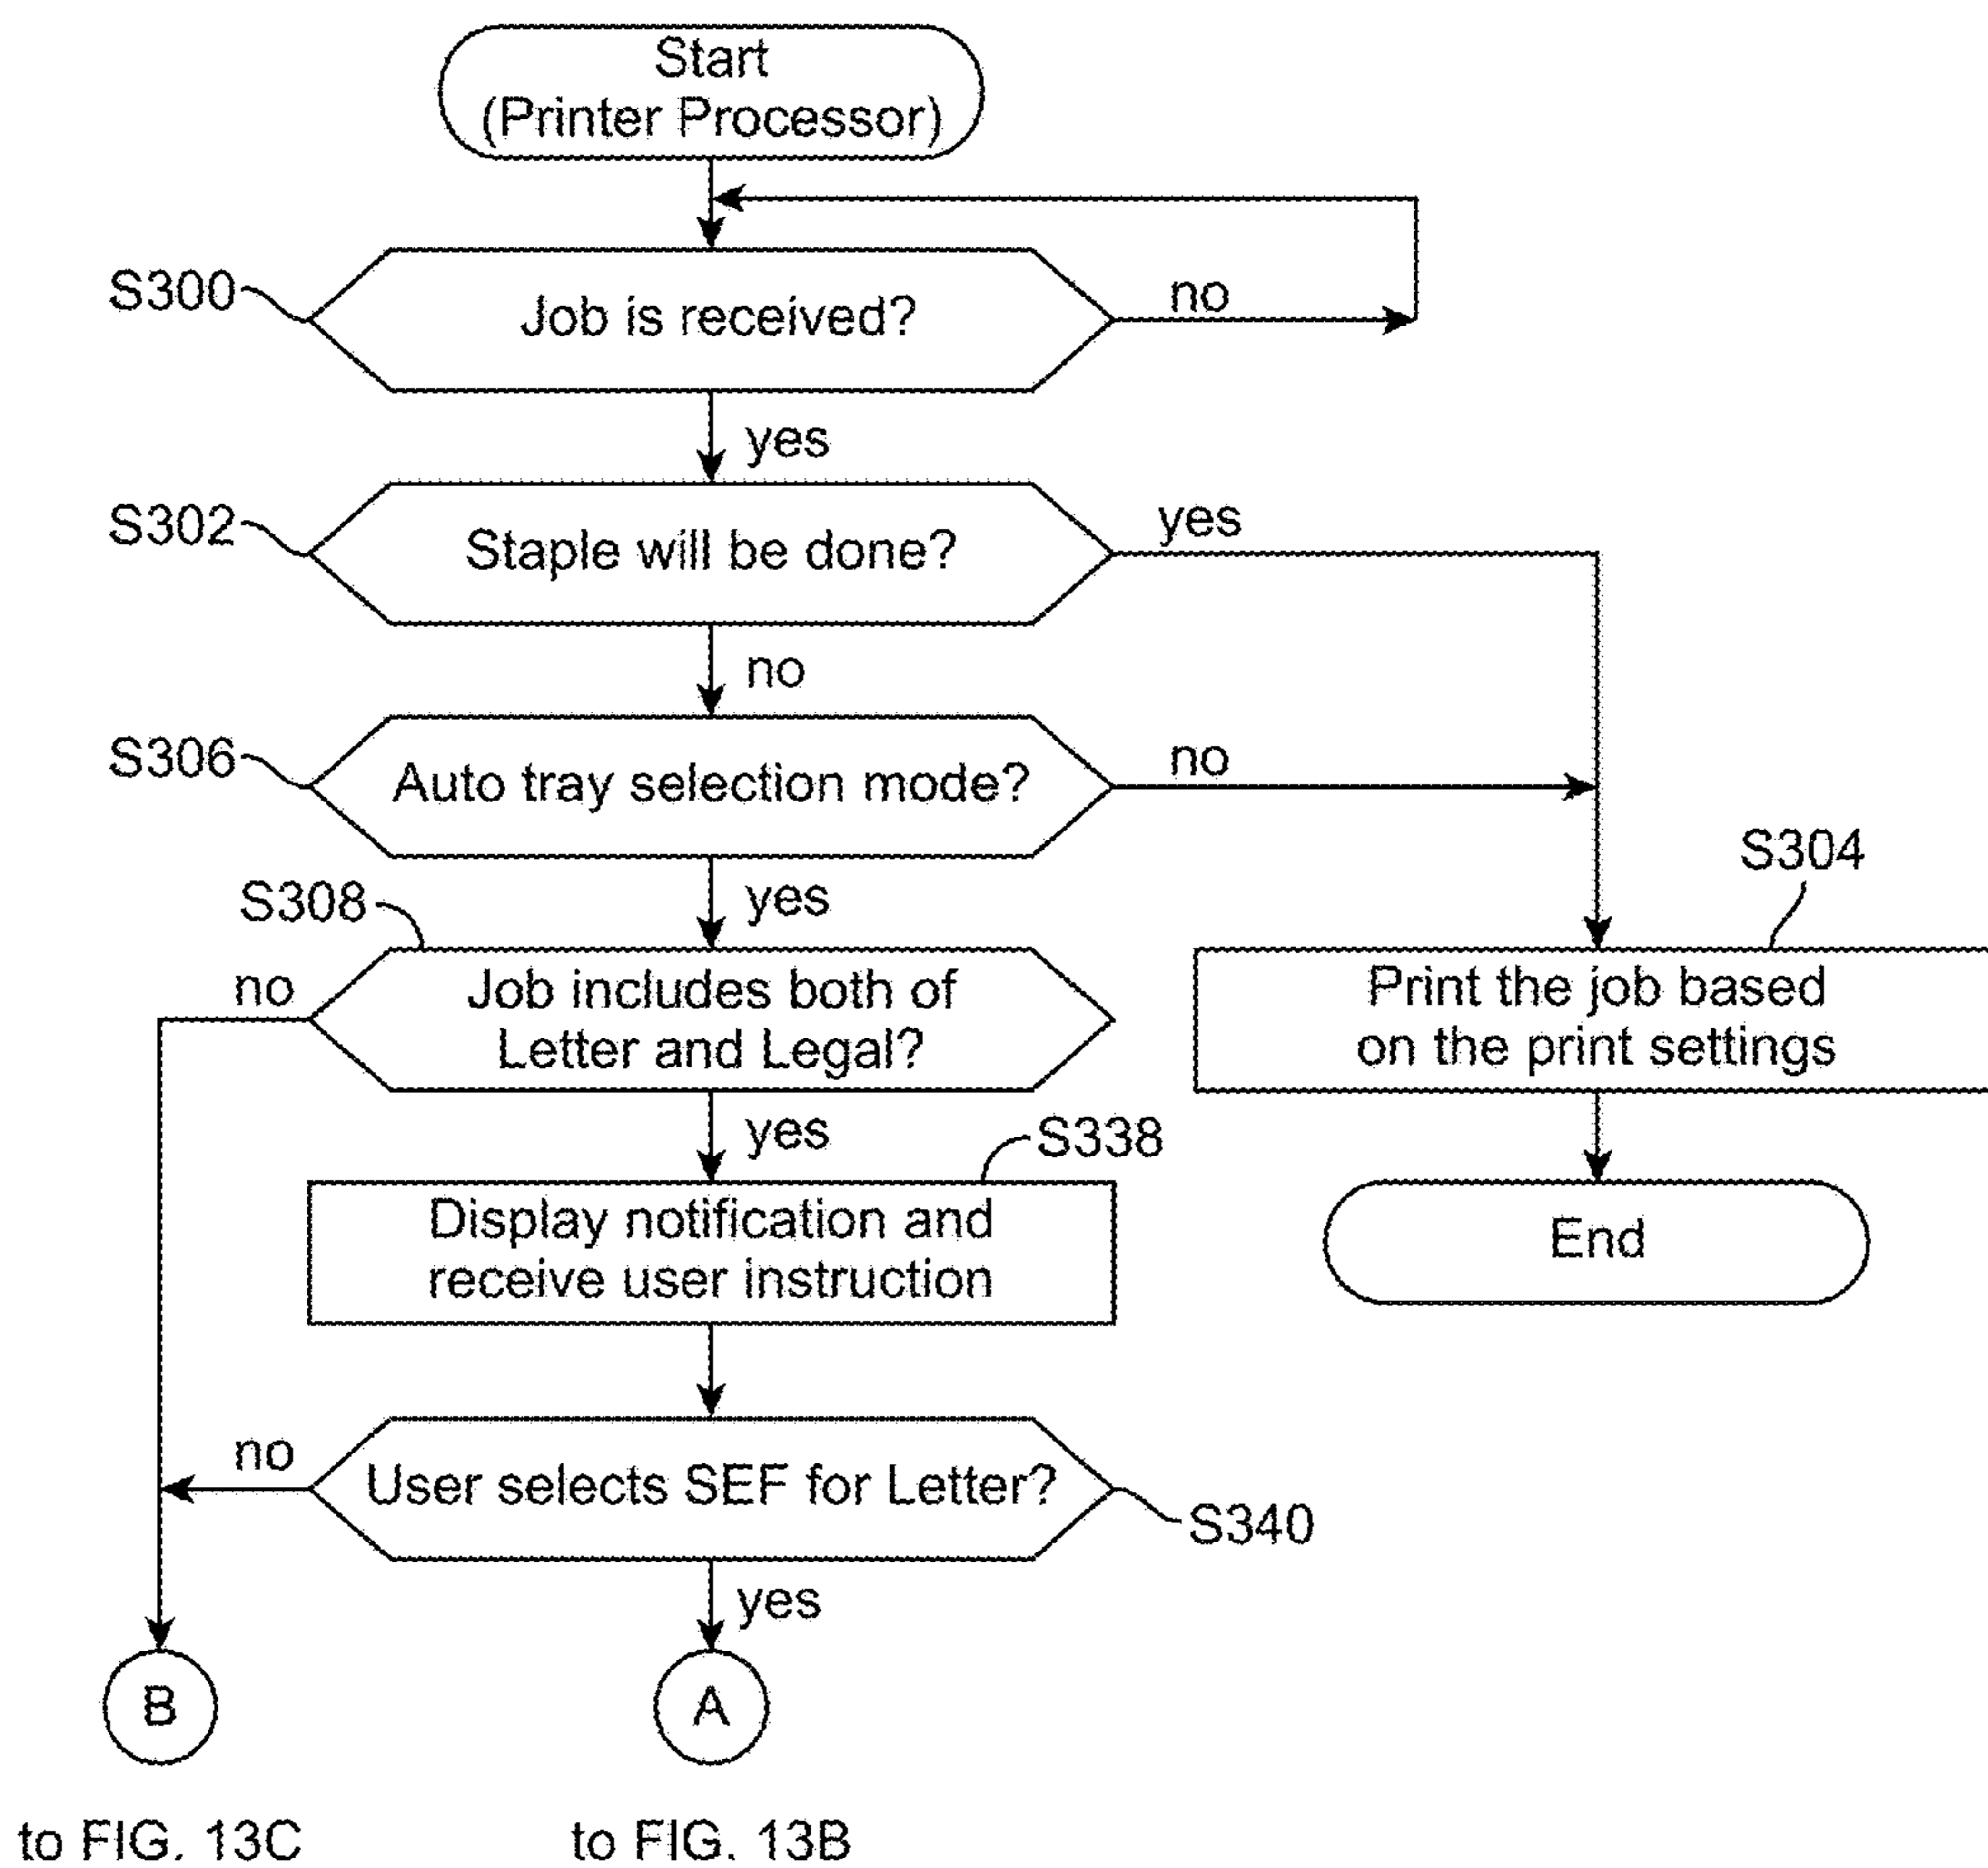 Start
(Printer Processor)
S300
Job is received?
no
yes
S302
Staple will be done?
yes
no
S306
Auto tray selection mode?
no
yes
S308
S304
no
Job includes both of
Letter and Legal?
Print the job based
on the print settings
yes
S338
Display notification and
receive user instruction
End
no
User selects SEF for Letter?
S340
yes
B
A
to FIG. 13C
to FIG. 13B